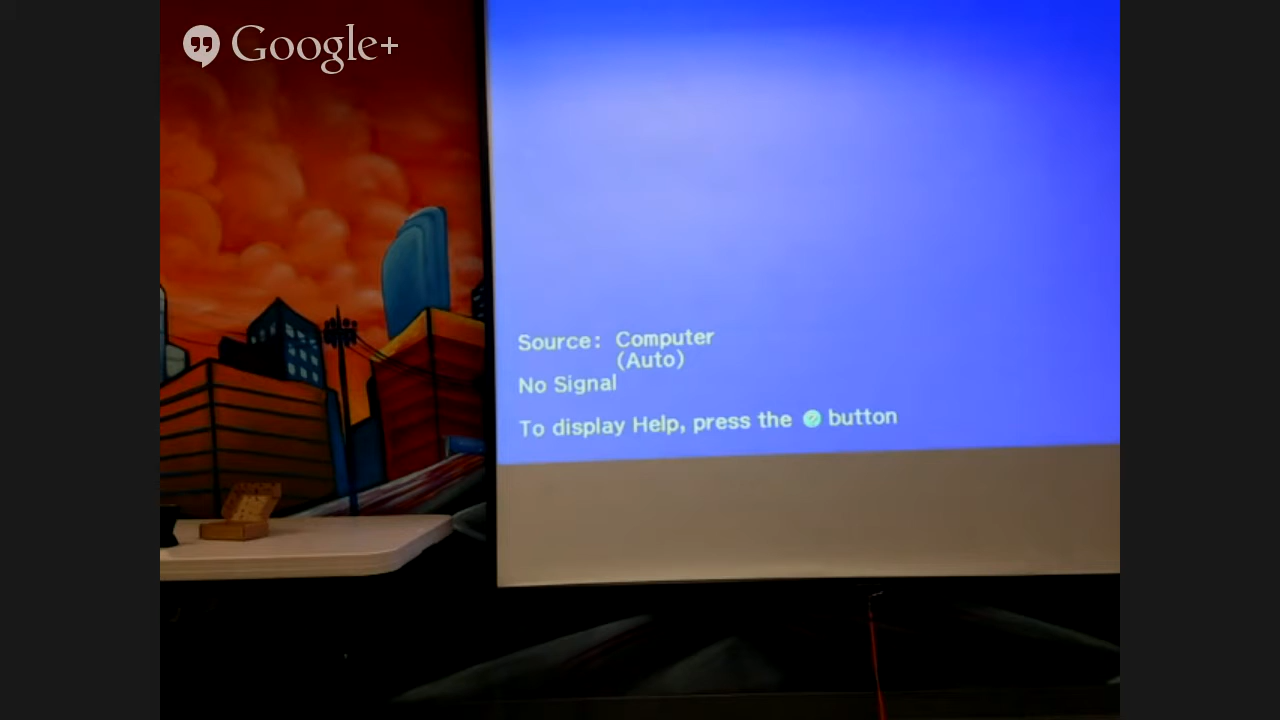 Google+
Source: Computer
(Auto)
No Signal
To display Help, press the ? button